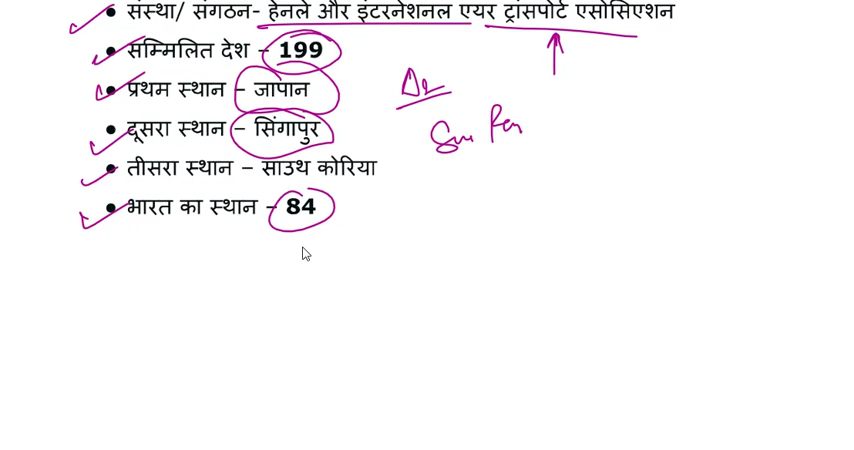 • संस्था/ संगठन- हेनले और इंटरनेशनल एयर ट्रांसपोर्ट एसोसिएशन
• सम्मिलित देश - 199
• प्रथम स्थान – जापान
• दूसरा स्थान – सिंगापुर
• तीसरा स्थान – साउथ कोरिया
• भारत का स्थान - 84